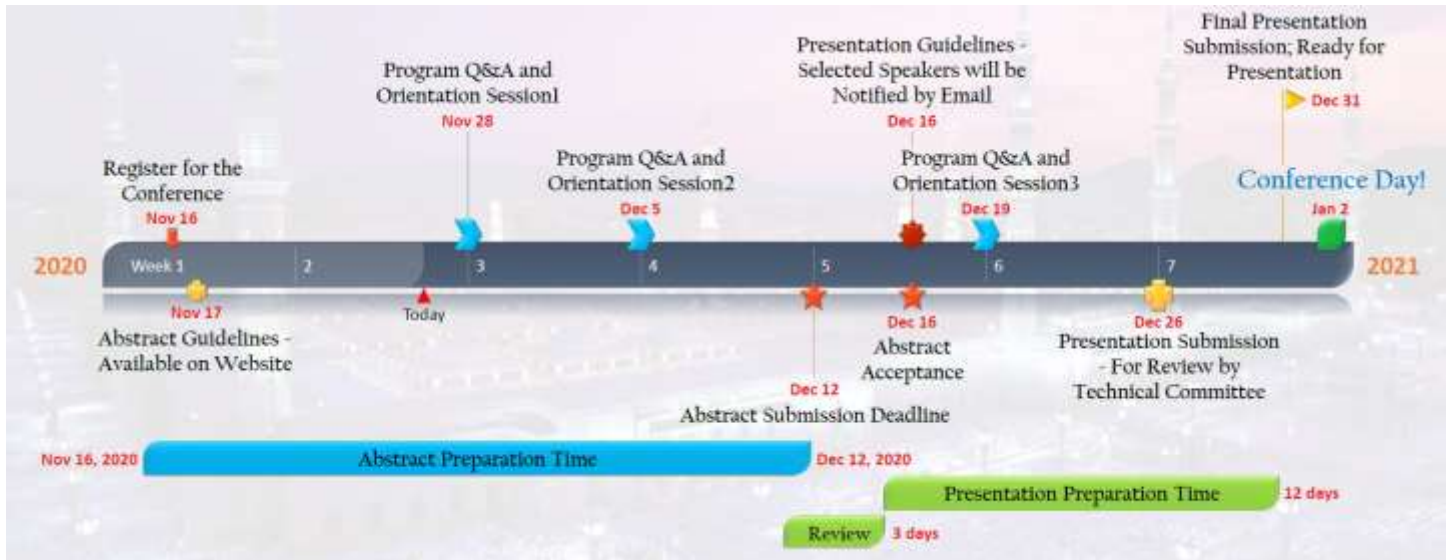 Final Presentation
Submission; Ready for
Presentation
Dec 31
Presentation Guidelines -
Selected Speakers will be
Notified by Email
Dec 16
Program Q&A and
Orientation Session1
Nov 28
Program Q&A and
Orientation Session2
Dec 5
Program Q&A and
Orientation Session3
Dec 19
Register for the
Conference
Nov 16
Conference Day!
Jan 2
2020
Week 1
2
3
4
5
6
7
2021
Nov 17
Abstract Guidelines -
Available on Website
Today
Dec 12
Abstract Submission Deadline
Dec 16
Abstract
Acceptance
Dec 26
Presentation Submission
- For Review by
Technical Committee
Nov 16, 2020
Abstract Preparation Time
Dec 12, 2020
Presentation Preparation Time
12 days
Review
3 days